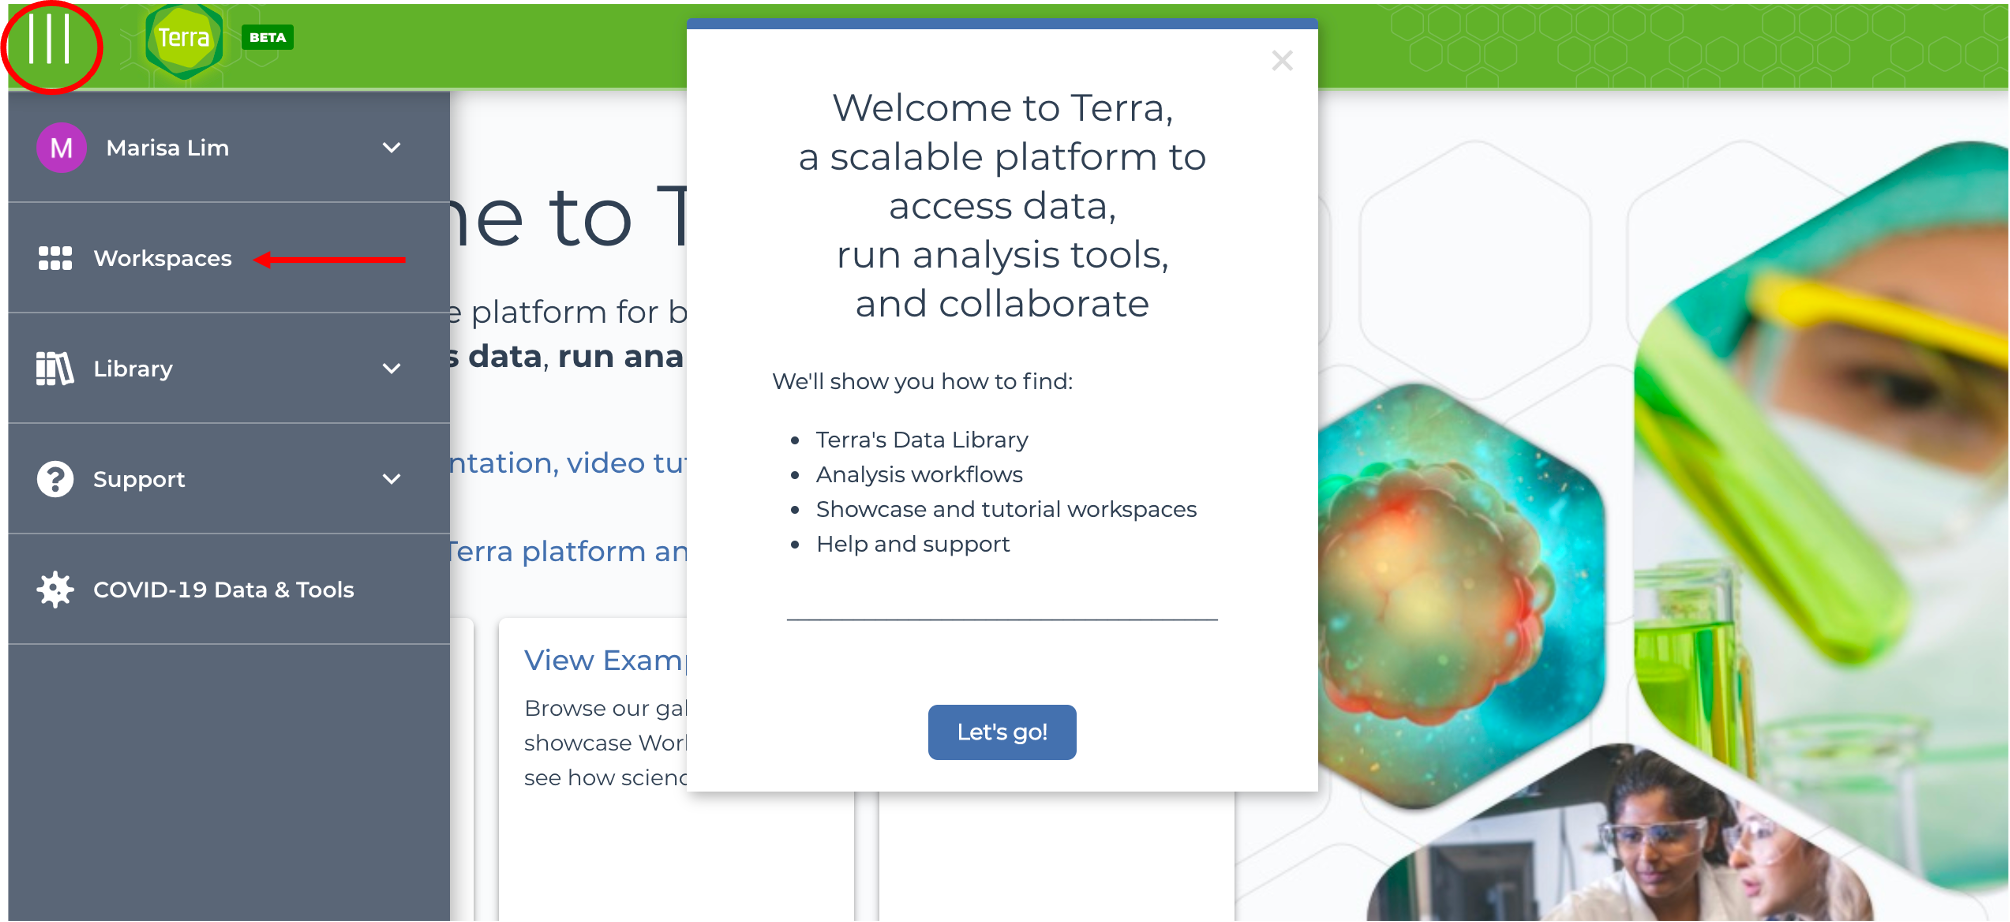 Terra
BETA
M
Marisa Lim
Workspaces
Library
Support
COVID-19 Data & Tools
ne to T
e platform for b
s data, run ana
ntation, video tu
Terra platform an
View Examp
Browse our gal
showcase Work
see how scienc
×
Welcome to Terra,
a scalable platform to
access data,
run analysis tools,
and collaborate
We'll show you how to find:
• Terra's Data Library
• Analysis workflows
• Showcase and tutorial workspaces
• Help and support
Let's go!